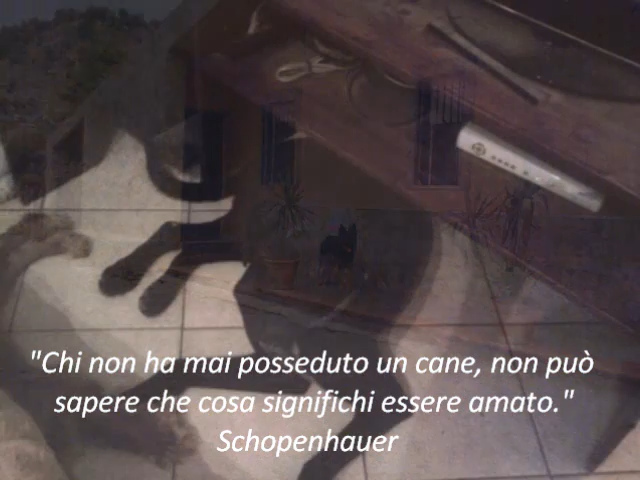 "Chi non ha mai posseduto un cane, non può
sapere che cosa significhi essere amato."
Schopenhauer